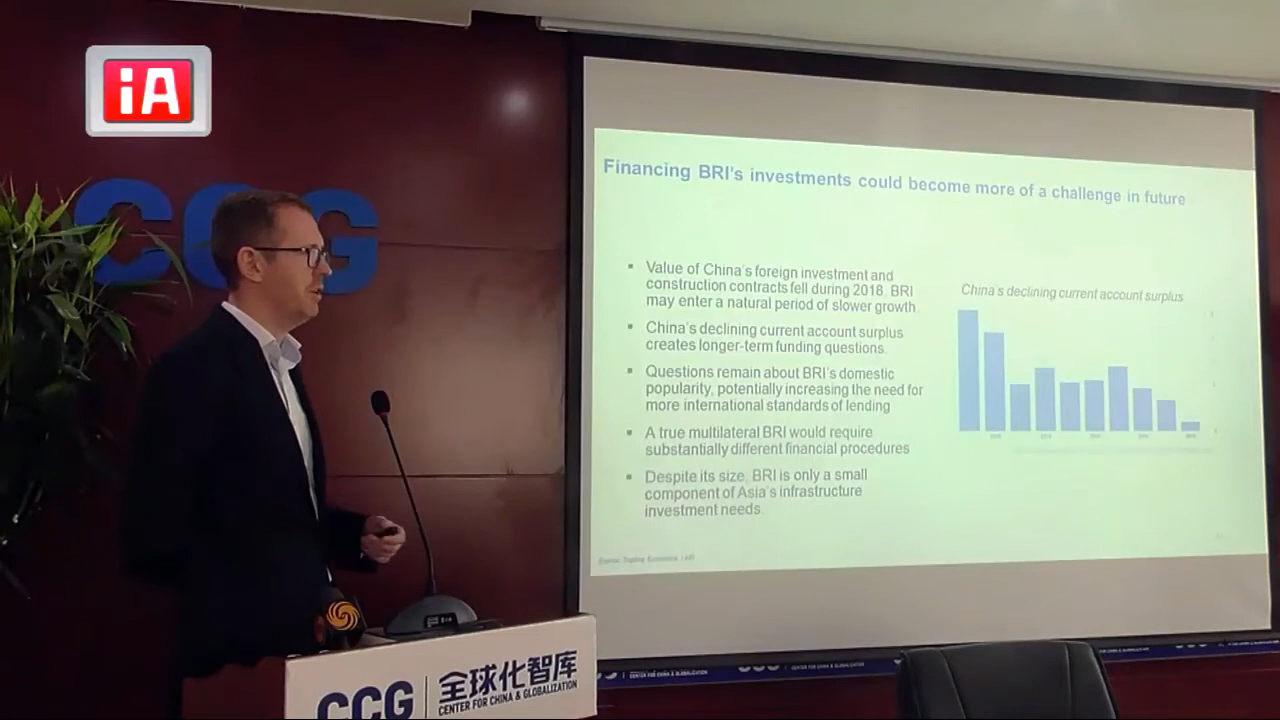 iA
CCG
Financing BRI's investments could become more of a challenge in future
▪ Value of China's foreign investment and
construction contracts fell during 2018. BRI
may enter a natural period of slower growth.
▪ China's declining current account surplus
creates longer-term funding questions.
▪ Questions remain about BRI's domestic
popularity, potentially increasing the need for
more international standards of lending
▪ A true multilateral BRI would require
substantially different financial procedures
▪ Despite its size, BRI is only a small
component of Asia's infrastructure
investment needs.
China's declining current account surplus
CCG 全球化智库
CENTER FOR CHINA & GLOBALIZATION
CENTER FOR CHINA & GLOBALIZATION